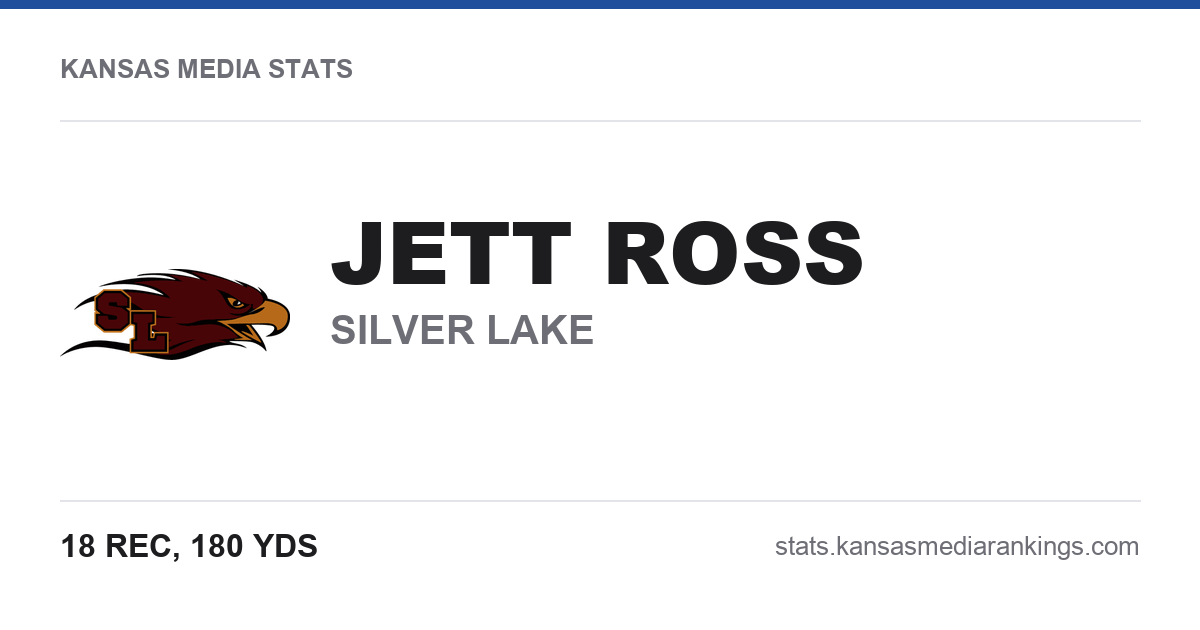 KANSAS MEDIA STATS
JETT ROSS
SILVER LAKE
SL
18 REC, 180 YDS
stats.kansasmediarankings.com